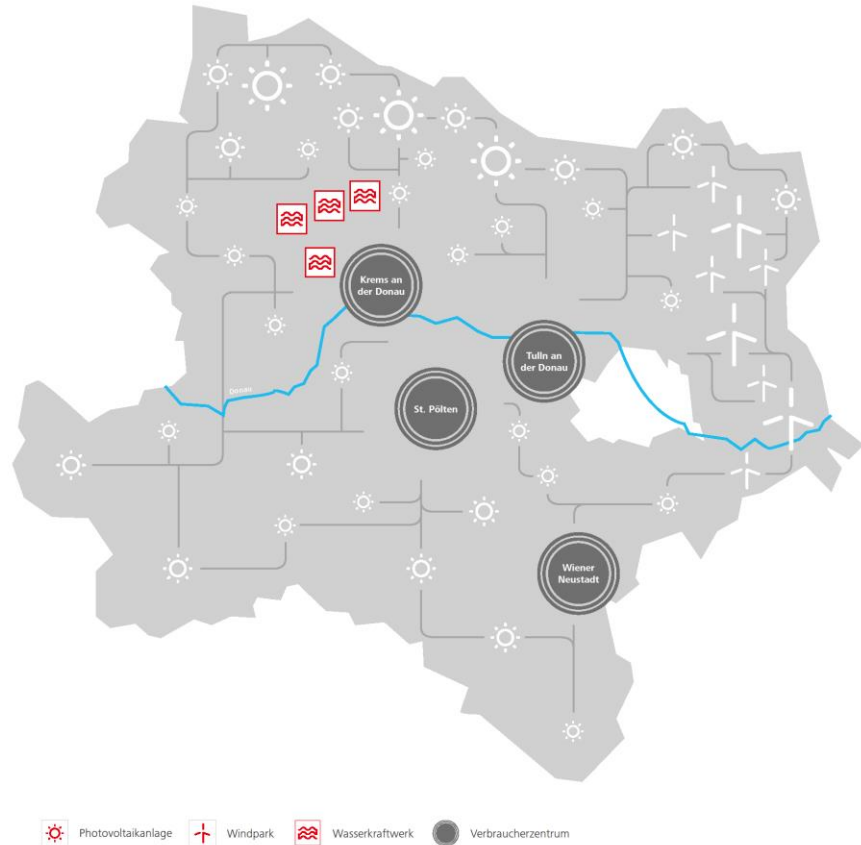 Krems an
der Donau
Tulln an
der Donau
Donau
St. Pölten
Wiener
Neustadt
Photovoltaikanlage
Windpark
Wasserkraftwerk
Verbraucherzentrum